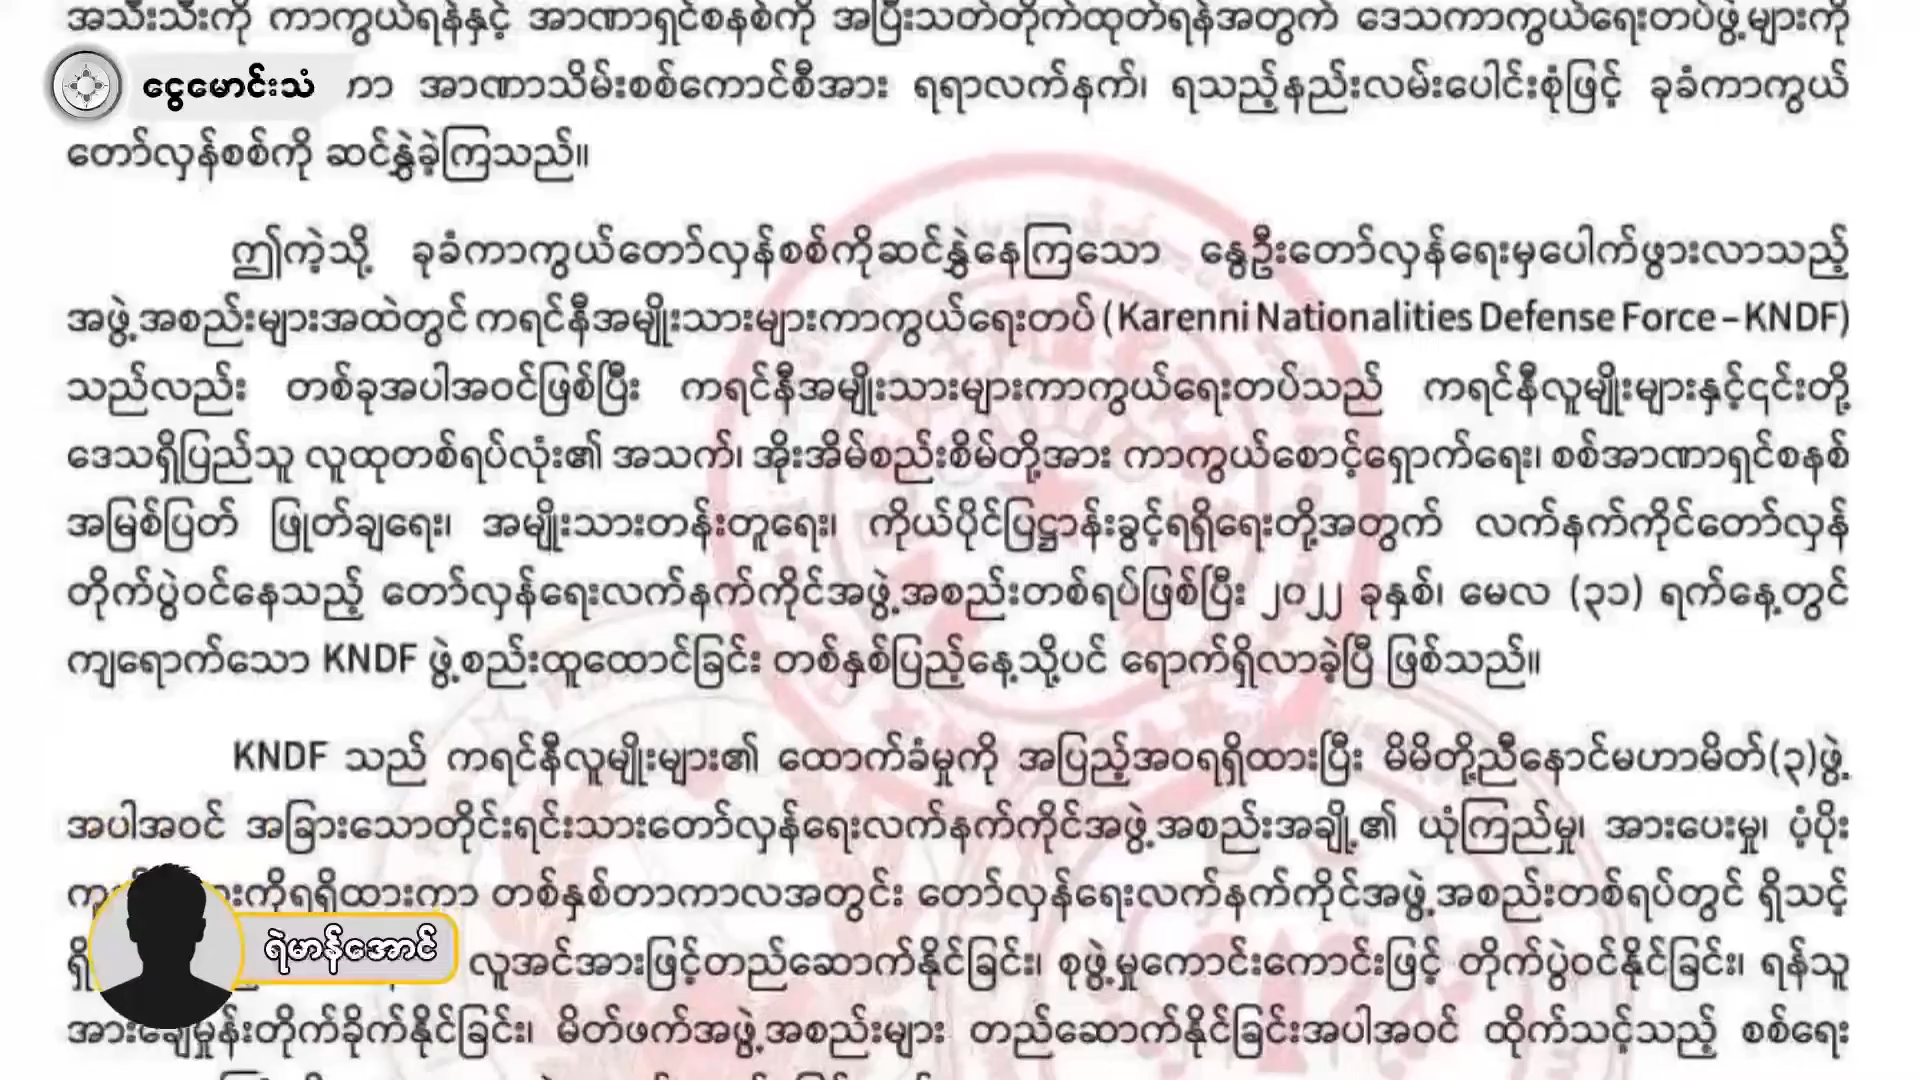 အသီးသီးကို ကာကွယ်ရန်နှင့် အာဏာရှင်စနစ်ကို အပြီးသတ်တိုက်ထုတ်ရန်အတွက် ဒေသကာကွယ်ရေးတပ်ဖွဲ့များကို
ငွေမောင်းသံ
ကာ အာဏာသိမ်းစစ်ကောင်စီအား ရရာလက်နက်၊ ရသည့်နည်းလမ်းပေါင်းစုံဖြင့် ခုခံကာကွယ်
တော်လှန်စစ်ကို ဆင်နွှဲခဲ့ကြသည်။
ဤကဲ့သို့ ခုခံကာကွယ်တော်လှန်စစ်ကိုဆင်နွှဲနေကြသော နွေဦးတော်လှန်ရေးမှပေါက်ဖွားလာသည့်
အဖွဲ့အစည်းများအထဲတွင် ကရင်နီအမျိုးသားများကာကွယ်ရေးတပ် (Karenni Nationalities Defense Force – KNDF)
သည်လည်း တစ်ခုအပါအဝင်ဖြစ်ပြီး ကရင်နီအမျိုးသားများကာကွယ်ရေးတပ်သည် ကရင်နီလူမျိုးများနှင့်၎င်းတို့
ဒေသရှိပြည်သူ လူထုတစ်ရပ်လုံး၏ အသက်၊ အိုးအိမ်စည်းစိမ်တို့အား ကာကွယ်စောင့်ရှောက်ရေး၊ စစ်အာဏာရှင်စနစ်
အမြစ်ပြတ် ဖြုတ်ချရေး၊ အမျိုးသားတန်းတူရေး၊ ကိုယ်ပိုင်ပြဋ္ဌာန်းခွင့်ရရှိရေးတို့အတွက် လက်နက်ကိုင်တော်လှန်
တိုက်ပွဲဝင်နေသည့် တော်လှန်ရေးလက်နက်ကိုင်အဖွဲ့အစည်းတစ်ရပ်ဖြစ်ပြီး ၂၀၂၂ ခုနှစ်၊ မေလ (၃၁) ရက်နေ့တွင်
ကျရောက်သော KNDF ဖွဲ့စည်းထူထောင်ခြင်း တစ်နှစ်ပြည့်နေ့သို့ပင် ရောက်ရှိလာခဲ့ပြီ ဖြစ်သည်။
KNDF သည် ကရင်နီလူမျိုးများ၏ ထောက်ခံမှုကို အပြည့်အဝရရှိထားပြီး မိမိတို့ညီနောင်မဟာမိတ်(၃)ဖွဲ့
အပါအဝင် အခြားသောတိုင်းရင်းသားတော်လှန်ရေးလက်နက်ကိုင်အဖွဲ့အစည်းအချို့၏ ယုံကြည်မှု၊ အားပေးမှု၊ ပံ့ပိုး
ကိုရရှိထားကာ တစ်နှစ်တာကာလအတွင်း တော်လှန်ရေးလက်နက်ကိုင်အဖွဲ့အစည်းတစ်ရပ်တွင် ရှိသင့်
ရဲမာန်အောင်
လူအင်အားဖြင့်တည်ဆောက်နိုင်ခြင်း၊ စုဖွဲ့မှုကောင်းကောင်းဖြင့် တိုက်ပွဲဝင်နိုင်ခြင်း၊ ရန်သူ
အားချေမှုန်းတိုက်ခိုက်နိုင်ခြင်း၊ မိတ်ဖက်အဖွဲ့အစည်းများ တည်ဆောက်နိုင်ခြင်းအပါအဝင် ထိုက်သင့်သည့် စစ်ရေး